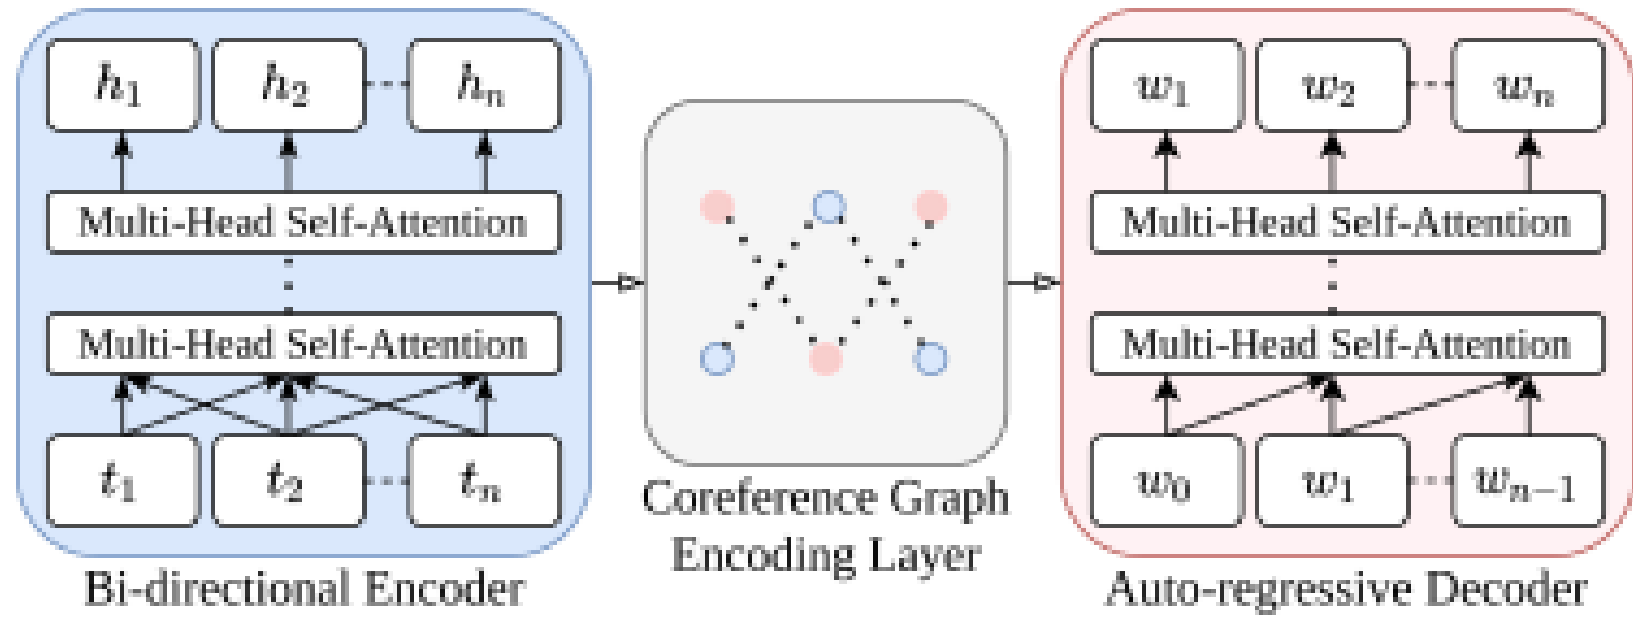 h₁ h₂ hₙ
Multi-Head Self-Attention
Multi-Head Self-Attention
t₁ t₂ tₙ
Bi-directional Encoder
Coreference Graph
Encoding Layer
w₁ w₂ wₙ
Multi-Head Self-Attention
Multi-Head Self-Attention
w₀ w₁ wₙ₋₁
Auto-regressive Decoder